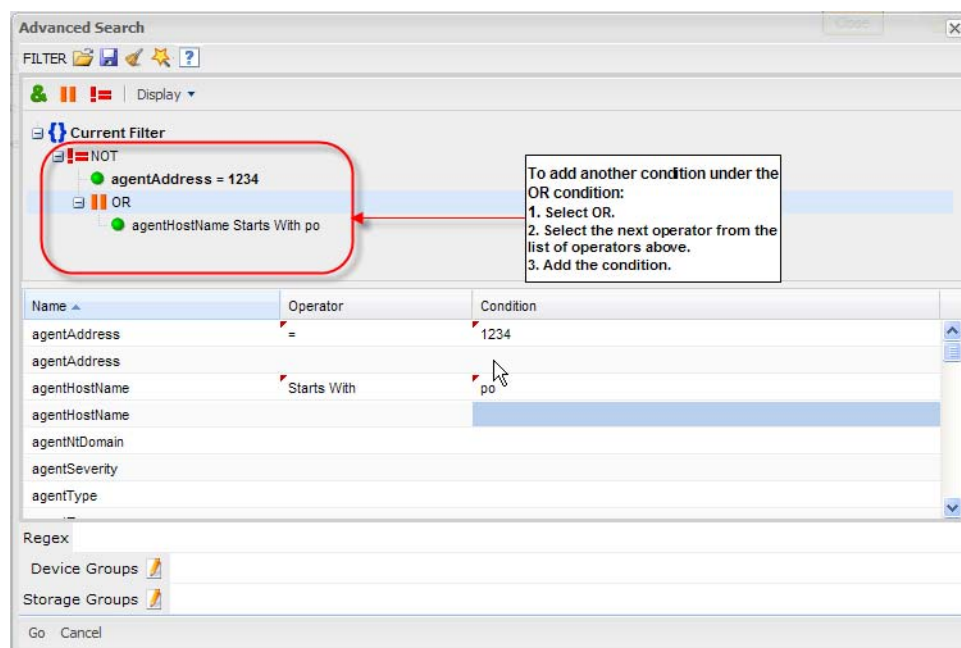 Advanced Search
Close
FILTER
?
& != Display
{} Current Filter
!= NOT
agentAddress = 1234
OR
agentHostName Starts With po
To add another condition under the
OR condition:
1. Select OR.
2. Select the next operator from the
list of operators above.
3. Add the condition.
Name Operator Condition
agentAddress = 1234
agentAddress
agentHostName Starts With po
agentHostName
agentNtDomain
agentSeverity
agentType
Regex
Device Groups
Storage Groups
Go Cancel